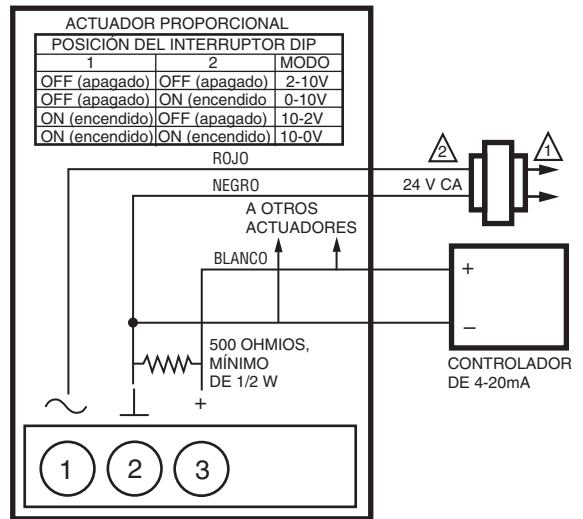 ACTUADOR PROPORCIONAL
POSICIÓN DEL INTERRUPTOR DIP
1 2 MODO
OFF (apagado) OFF (apagado) 2-10V
OFF (apagado) ON (encendido 0-10V
ON (encendido) OFF (apagado) 10-2V
ON (encendido) ON (encendido) 10-0V
ROJO
2 1
NEGRO
24 V CA
A OTROS
ACTUADORES
BLANCO
+
–
500 OHMIOS,
MÍNIMO
DE 1/2 W
+
CONTROLADOR
DE 4-20mA
1 2 3